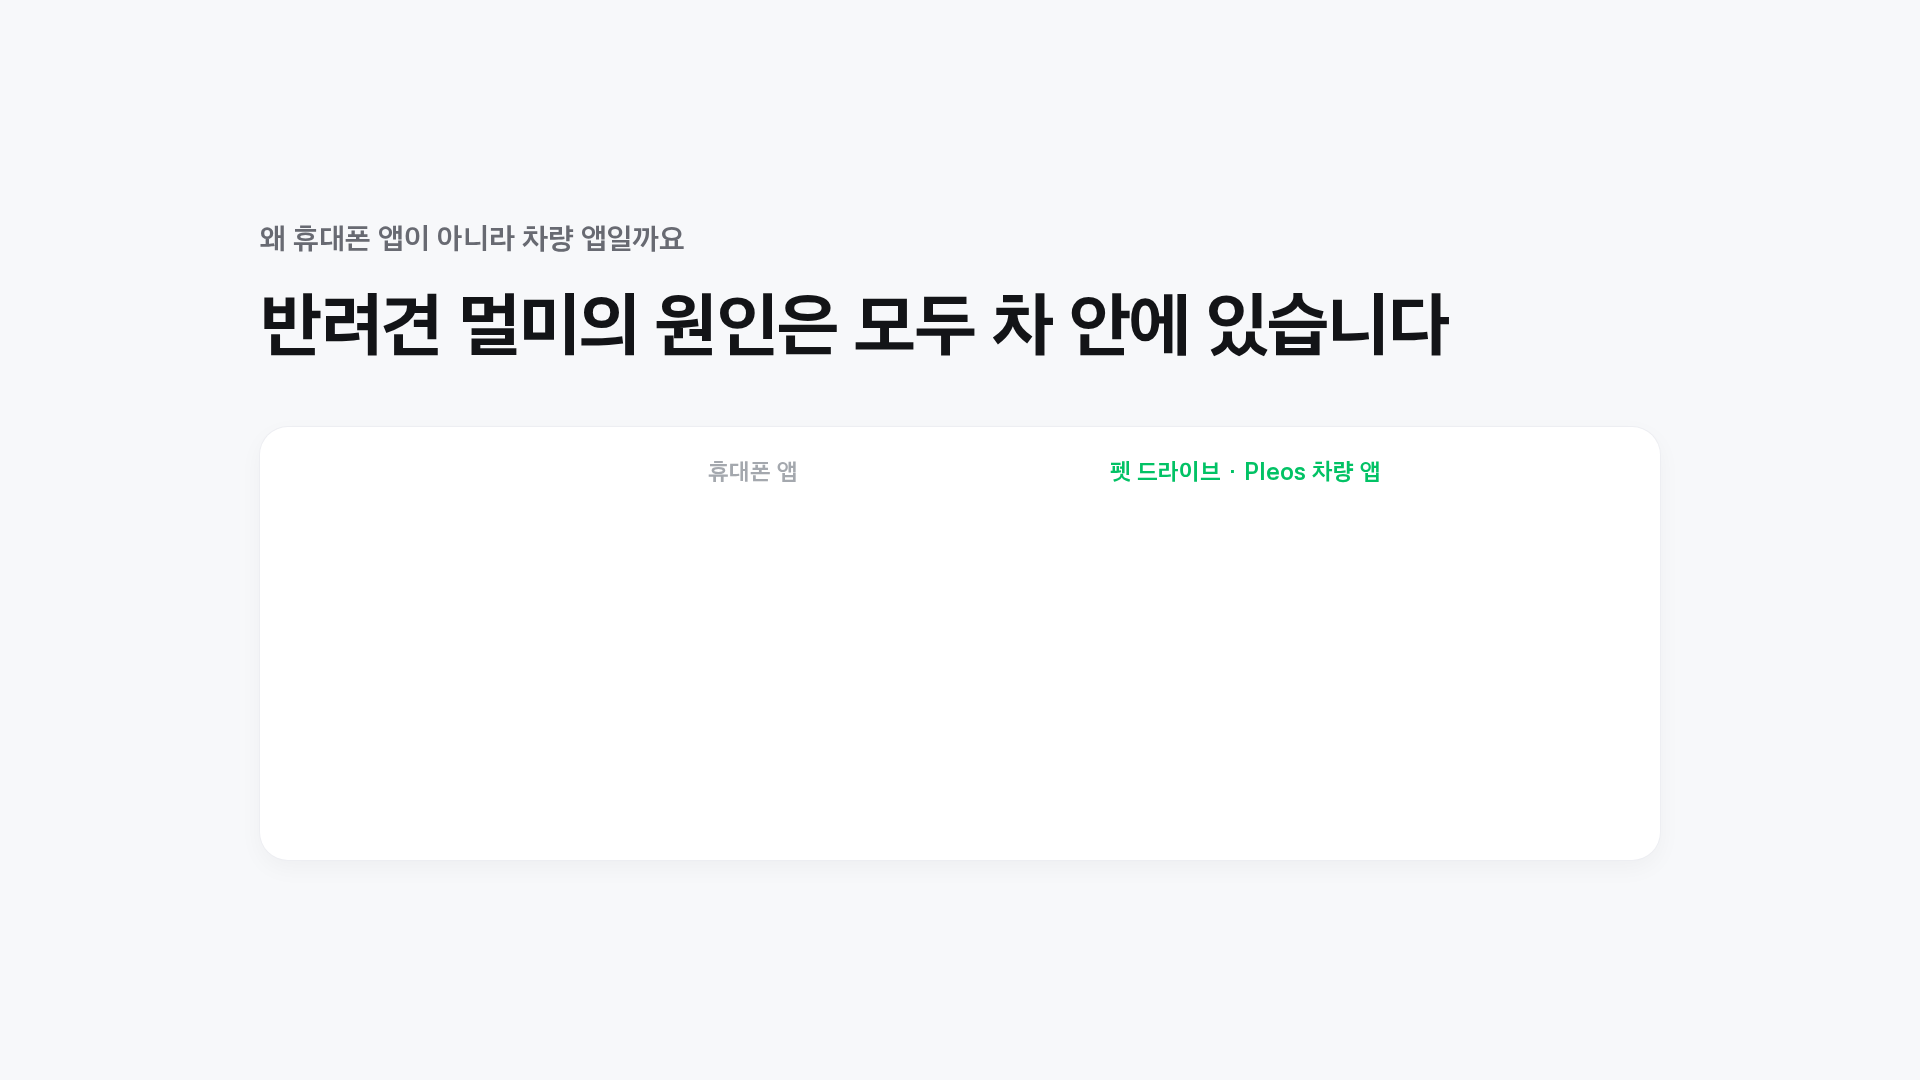 왜 휴대폰 앱이 아니라 차량 앱일까요
반려견 멀미의 원인은 모두 차 안에 있습니다
휴대폰 앱
펫 드라이브 · Pleos 차량 앱